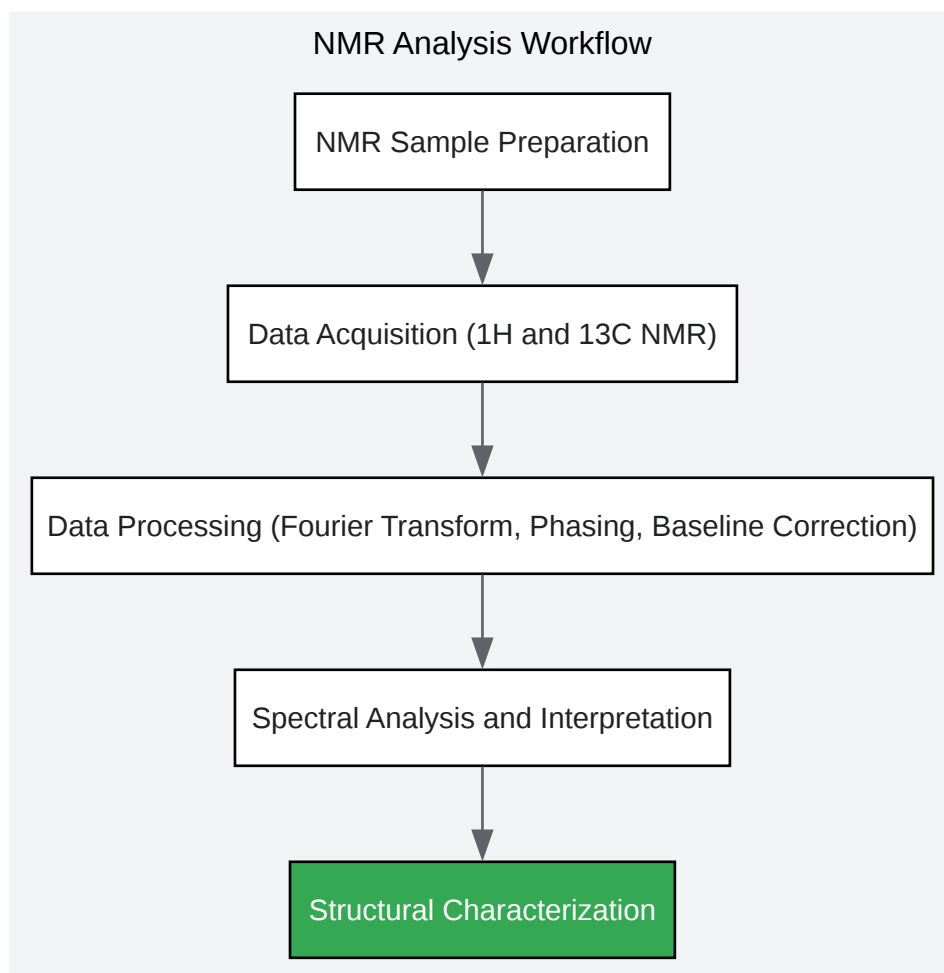 NMR Analysis Workflow
NMR Sample Preparation
Data Acquisition (1H and 13C NMR)
Data Processing (Fourier Transform, Phasing, Baseline Correction)
Spectral Analysis and Interpretation
Structural Characterization